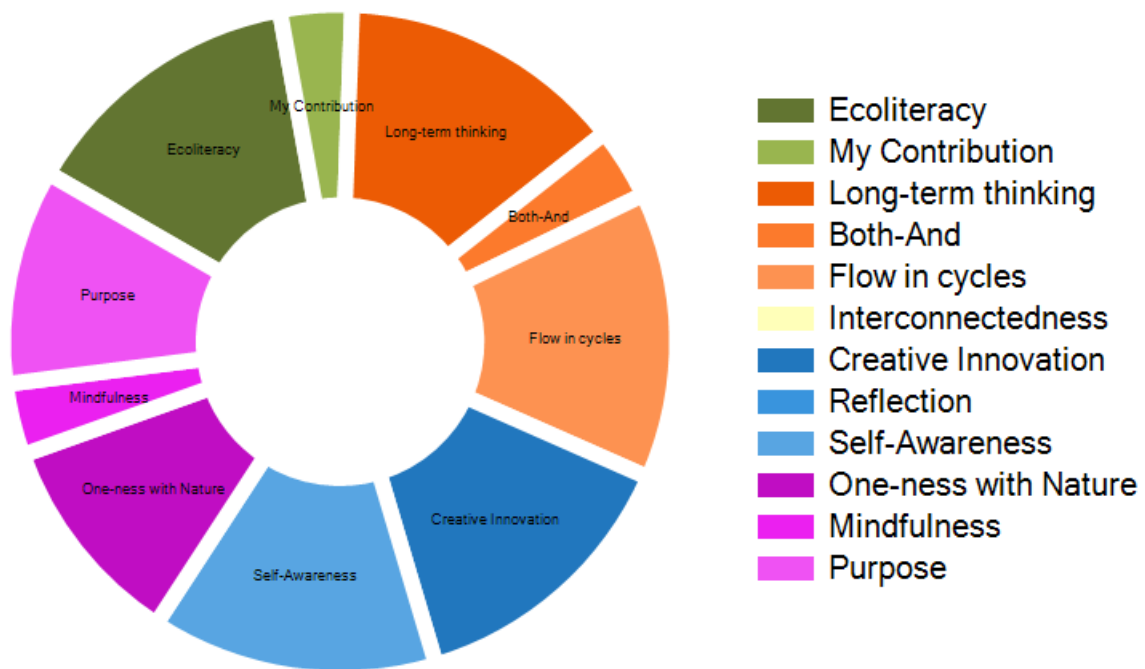 My Contribution
Long-term thinking
Ecoliteracy
Both-And
Purpose
Flow in cycles
Mindfulness
One-ness with Nature
Creative Innovation
Self-Awareness
Ecoliteracy
My Contribution
Long-term thinking
Both-And
Flow in cycles
Interconnectedness
Creative Innovation
Reflection
Self-Awareness
One-ness with Nature
Mindfulness
Purpose